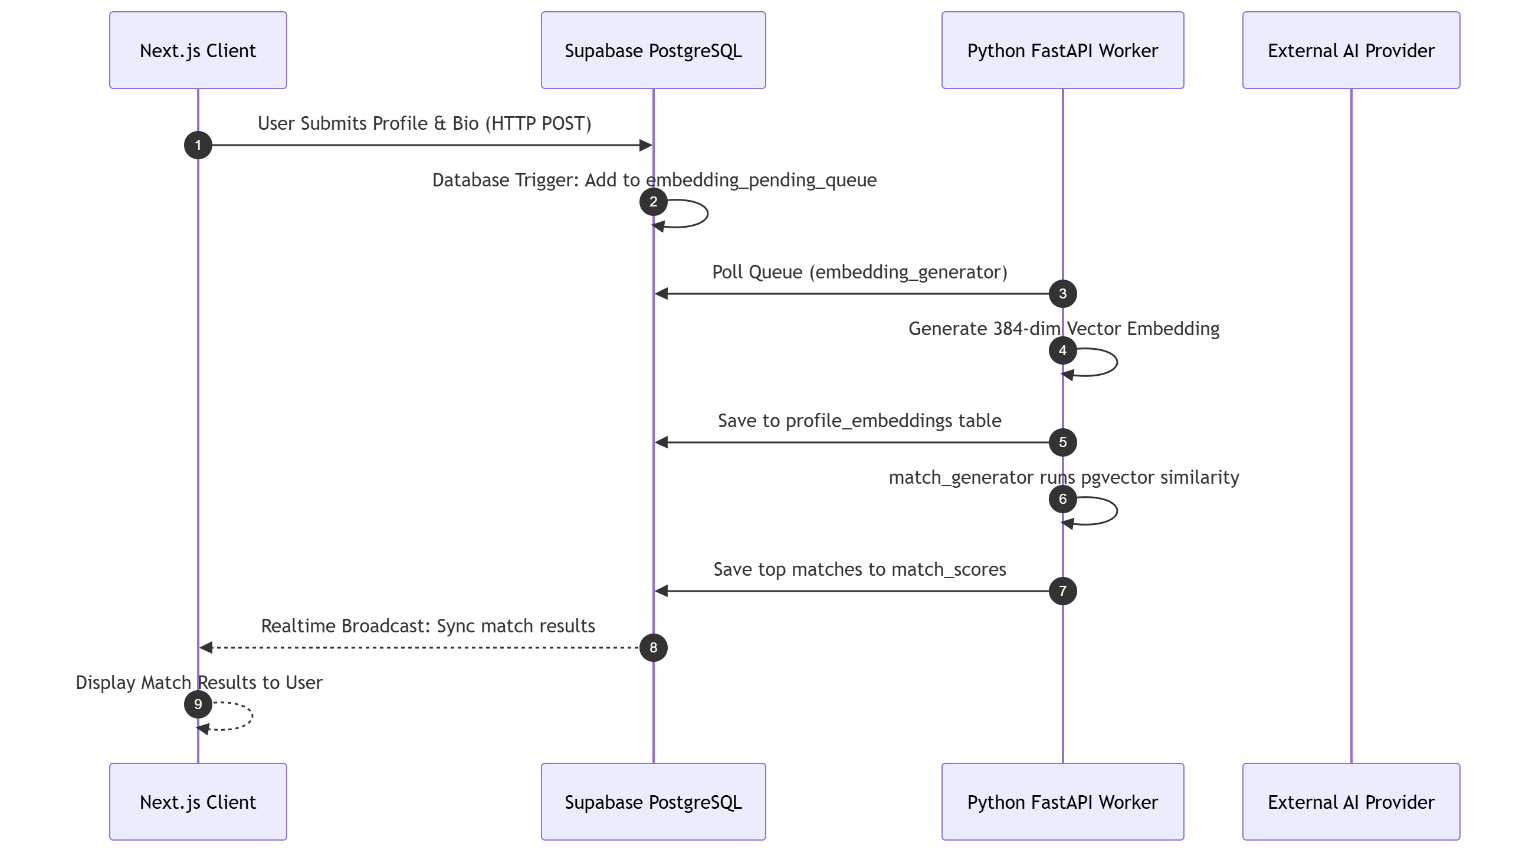 Next.js Client
Supabase PostgreSQL
Python FastAPI Worker
External AI Provider
User Submits Profile & Bio (HTTP POST)
1
Database Trigger: Add to embedding_pending_queue
2
Poll Queue (embedding_generator)
3
Generate 384-dim Vector Embedding
4
Save to profile_embeddings table
5
match_generator runs pgvector similarity
6
Save top matches to match_scores
7
Realtime Broadcast: Sync match results
8
Display Match Results to User
9
Next.js Client
Supabase PostgreSQL
Python FastAPI Worker
External AI Provider